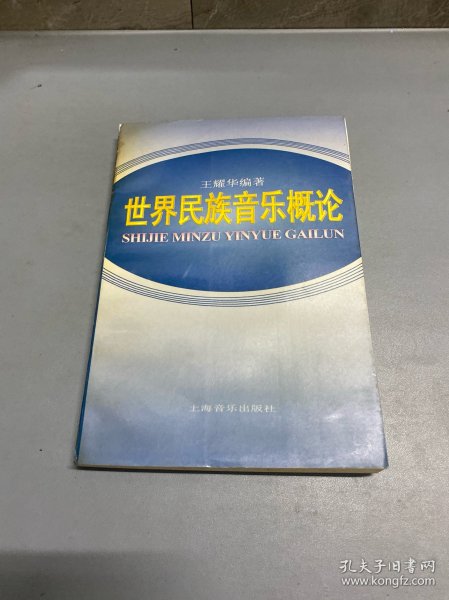 王耀华编著
世界民族音乐概论
SHIJIE MINZU YINYUE GAILUN
上海音乐出版社
孔夫子旧书网
www.kongfz.com